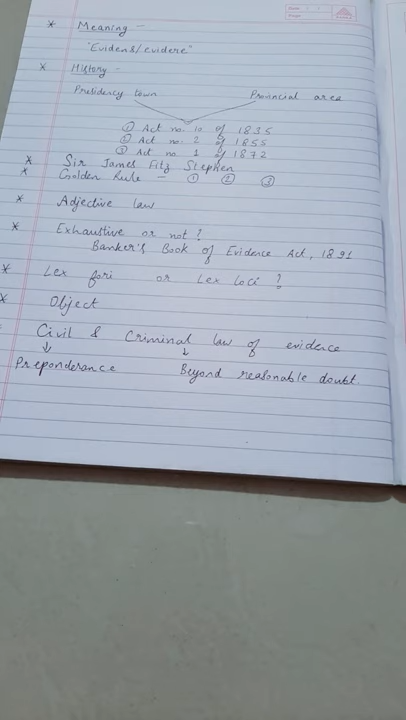 * Meaning -
"Evidens/evidere"
* History -
Presidency town Provincial area
① Act no. 10 of 1835
② Act no. 2 of 1855
③ Act no 1 of 1872
* Sir James Fitz Stephen
* Golden Rule - ① ② ③
* Adjective law
* Exhaustive or not?
Banker's Book of Evidence Act, 1891
* Lex fori or Lex loci?
* Object
Civil & Criminal law of evidence
↓ ↓
Preponderance Beyond reasonable doubt.